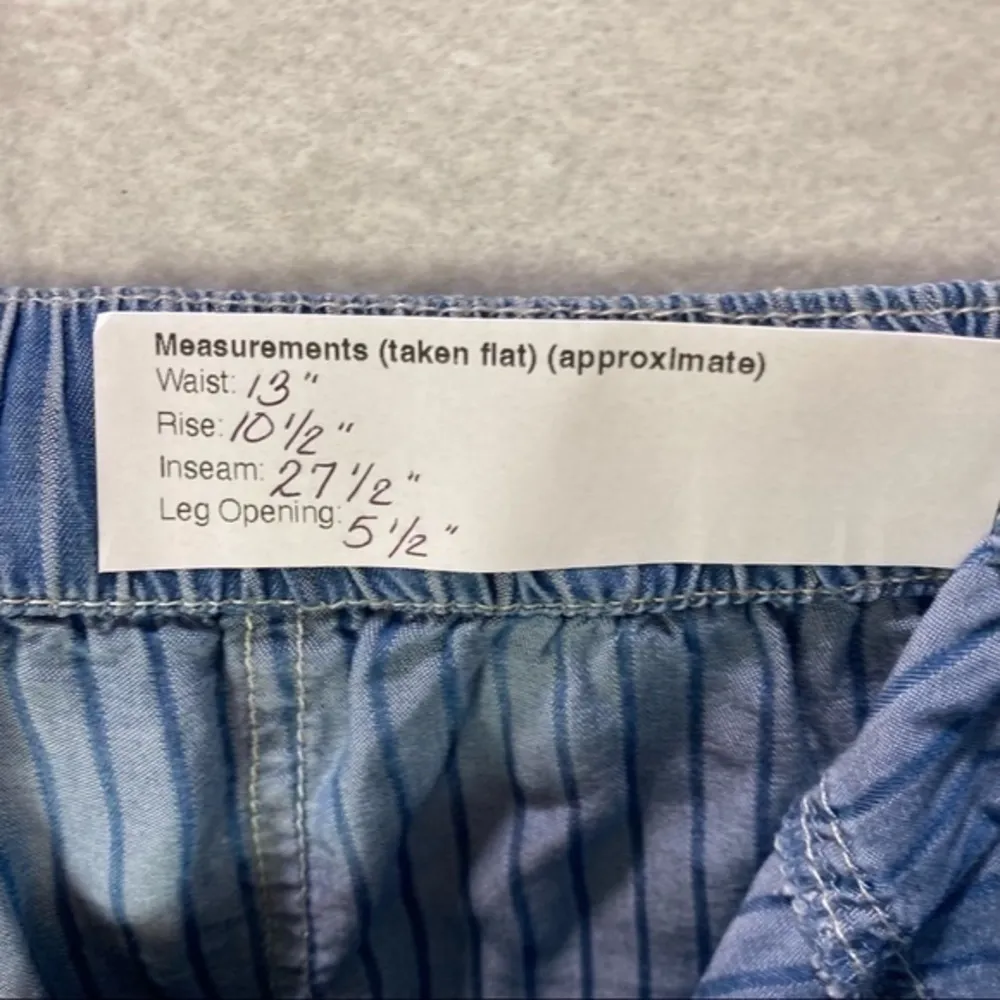 Measurements (taken flat) (approximate)
Waist: 13"
Rise: 10 1/2"
Inseam: 27 1/2"
Leg Opening: 5 1/2"